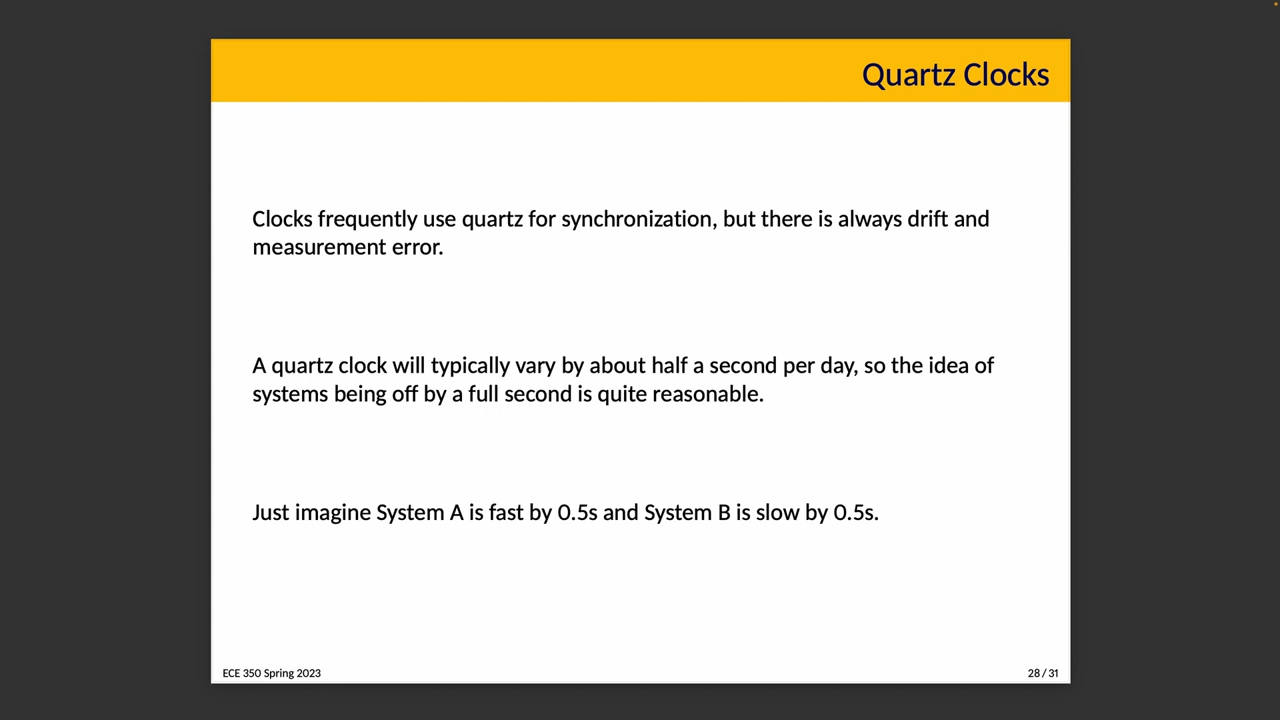 Quartz Clocks
Clocks frequently use quartz for synchronization, but there is always drift and
measurement error.
A quartz clock will typically vary by about half a second per day, so the idea of
systems being off by a full second is quite reasonable.
Just imagine System A is fast by 0.5s and System B is slow by 0.5s.
ECE 350 Spring 2023
28 / 31